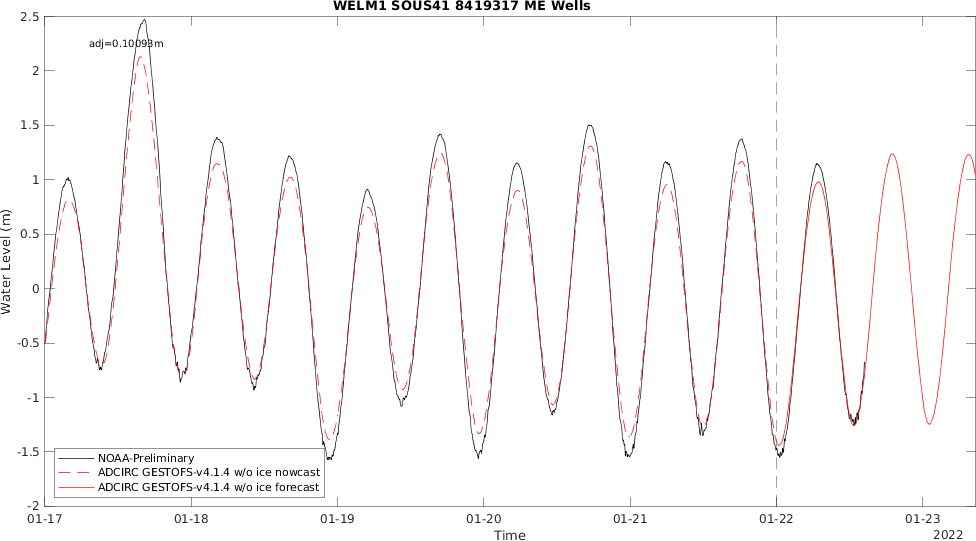 WELM1 SOUS41 8419317 ME Wells
2.5
adj=0.10093m
2
1.5
1
0.5
0
-0.5
-1
-1.5
-2
Water Level (m)
NOAA-Preliminary
ADCIRC GESTOFS-v4.1.4 w/o ice nowcast
ADCIRC GESTOFS-v4.1.4 w/o ice forecast
01-17 01-18 01-19 01-20 01-21 01-22 01-23
Time
2022